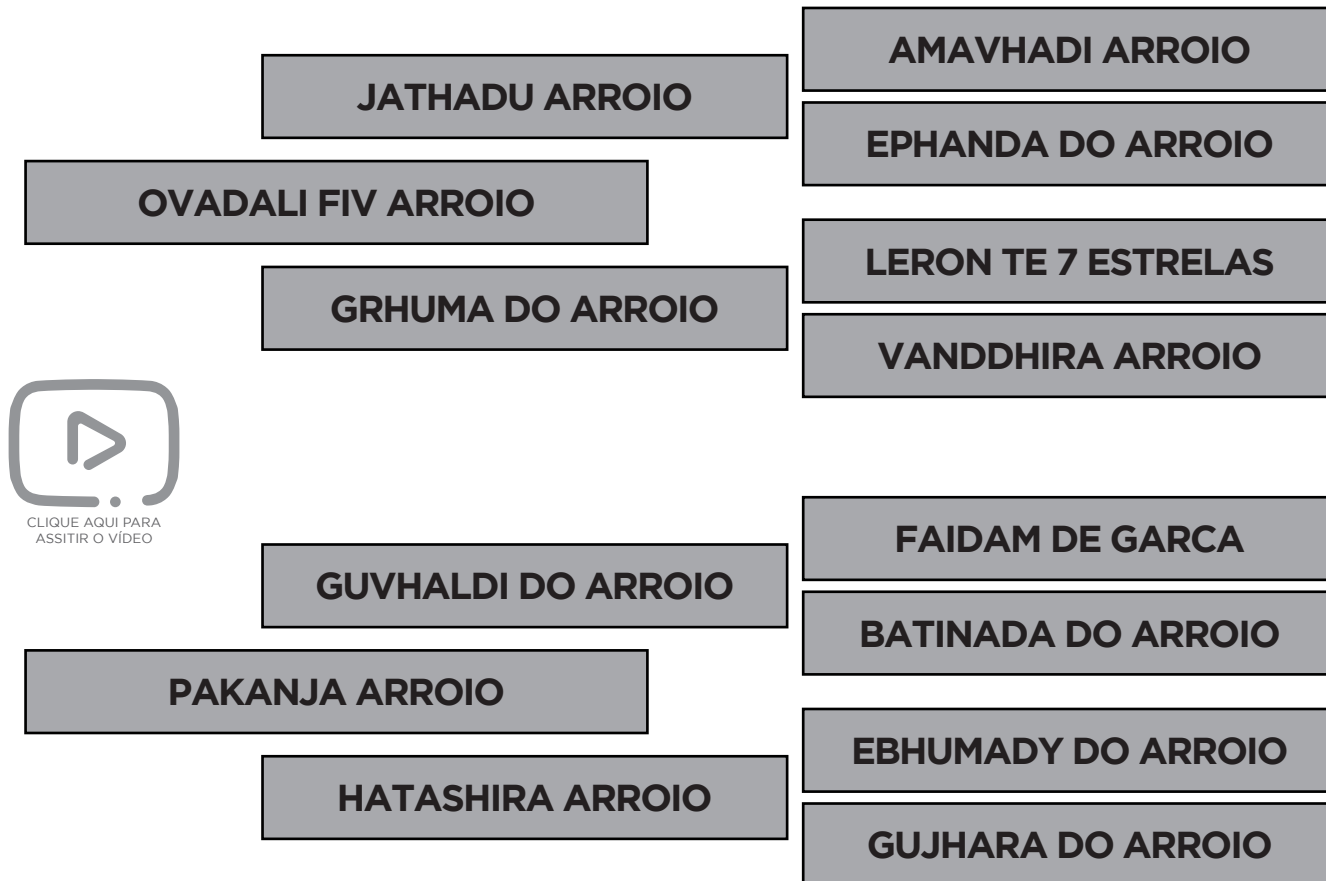 AMAVHADI ARROIO
JATHADU ARROIO
EPHANDA DO ARROIO
OVADALI FIV ARROIO
LERON TE 7 ESTRELAS
GRHUMA DO ARROIO
VANDDHIRA ARROIO
CLIQUE AQUI PARA
ASSITIR O VÍDEO
FAIDAM DE GARCA
GUVHALDI DO ARROIO
BATINADA DO ARROIO
PAKANJA ARROIO
EBHUMADY DO ARROIO
HATASHIRA ARROIO
GUJHARA DO ARROIO